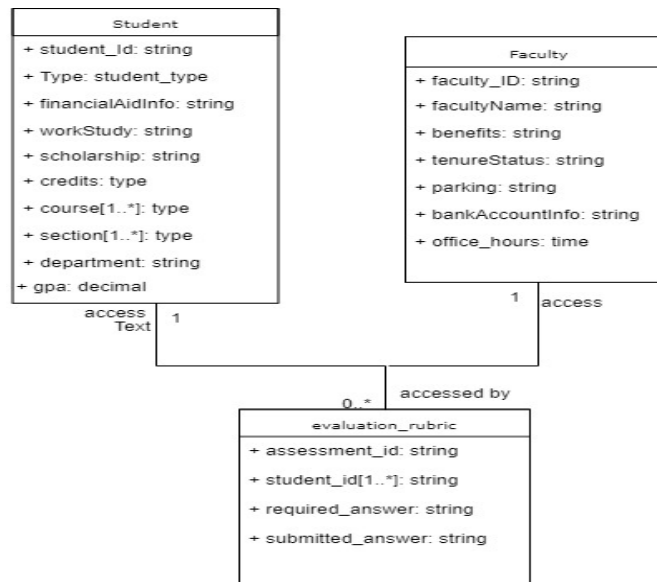 Student
+ student_Id: string
+ Type: student_type
+ financialAidInfo: string
+ workStudy: string
+ scholarship: string
+ credits: type
+ course[1..*]: type
+ section[1..*]: type
+ department: string
+ gpa: decimal
Faculty
+ faculty_ID: string
+ facultyName: string
+ benefits: string
+ tenureStatus: string
+ parking: string
+ bankAccountInfo: string
+ office_hours: time
access
Text
1
1
access
0..*
accessed by
evaluation_rubric
+ assessment_id: string
+ student_id[1..*]: string
+ required_answer: string
+ submitted_answer: string